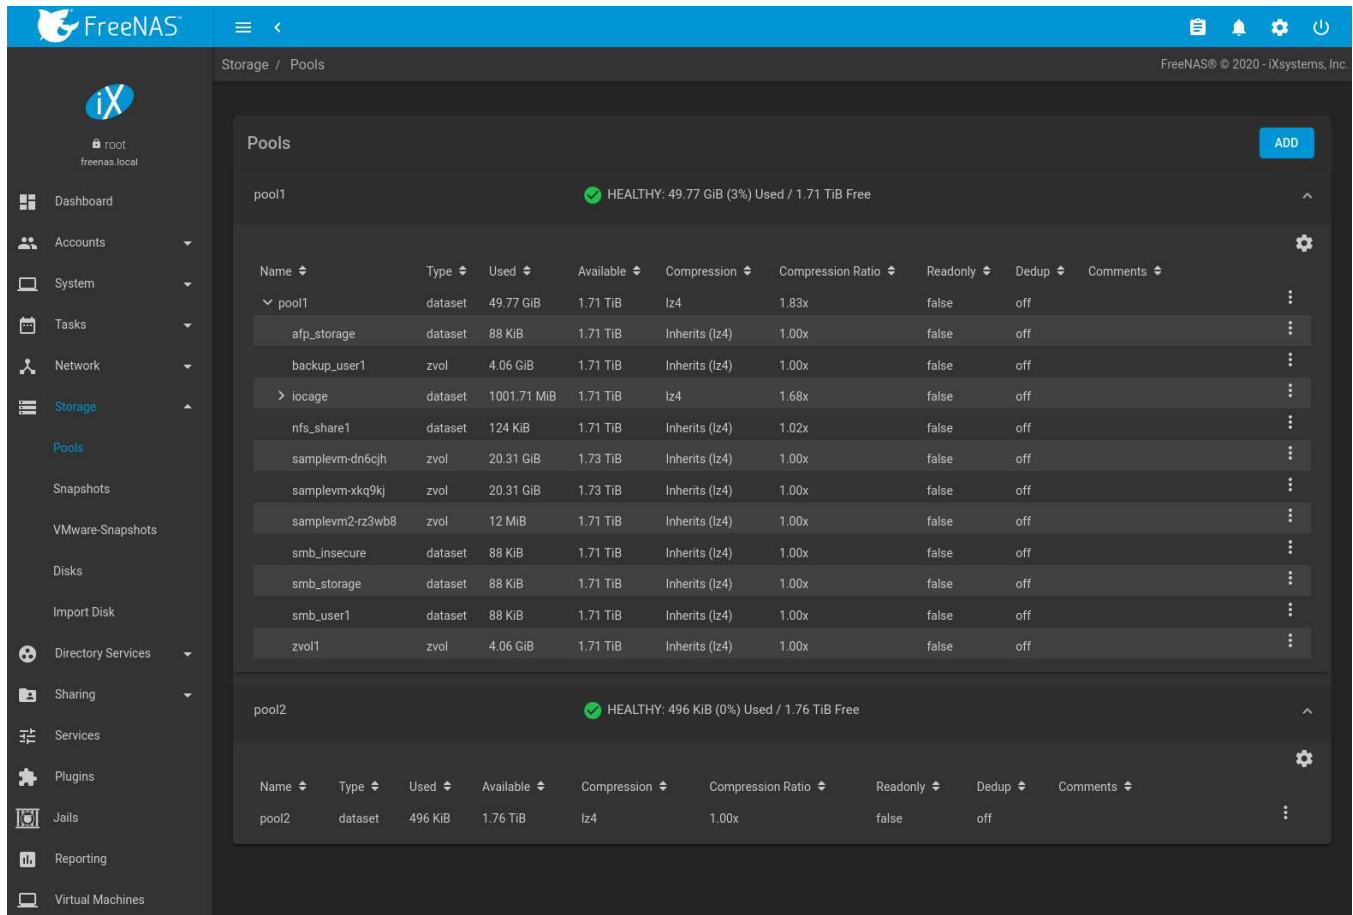 FreeNAS
Storage / Pools
FreeNAS® © 2020 - iXsystems, Inc.
iX
root
freenas.local
Dashboard
Accounts
System
Tasks
Network
Storage
Pools
Snapshots
VMware-Snapshots
Disks
Import Disk
Directory Services
Sharing
Services
Plugins
Jails
Reporting
Virtual Machines
Pools
ADD
pool1 HEALTHY: 49.77 GiB (3%) Used / 1.71 TiB Free
Name Type Used Available Compression Compression Ratio Readonly Dedup Comments
pool1 dataset 49.77 GiB 1.71 TiB lz4 1.83x false off
afp_storage dataset 88 KiB 1.71 TiB Inherits (lz4) 1.00x false off
backup_user1 zvol 4.06 GiB 1.71 TiB Inherits (lz4) 1.00x false off
iocage dataset 1001.71 MiB 1.71 TiB lz4 1.68x false off
nfs_share1 dataset 124 KiB 1.71 TiB Inherits (lz4) 1.02x false off
samplevm-dn6cjh zvol 20.31 GiB 1.73 TiB Inherits (lz4) 1.00x false off
samplevm-xkq9kj zvol 20.31 GiB 1.73 TiB Inherits (lz4) 1.00x false off
samplevm2-rz3wb8 zvol 12 MiB 1.71 TiB Inherits (lz4) 1.00x false off
smb_insecure dataset 88 KiB 1.71 TiB Inherits (lz4) 1.00x false off
smb_storage dataset 88 KiB 1.71 TiB Inherits (lz4) 1.00x false off
smb_user1 dataset 88 KiB 1.71 TiB Inherits (lz4) 1.00x false off
zvol1 zvol 4.06 GiB 1.71 TiB Inherits (lz4) 1.00x false off
pool2 HEALTHY: 496 KiB (0%) Used / 1.76 TiB Free
Name Type Used Available Compression Compression Ratio Readonly Dedup Comments
pool2 dataset 496 KiB 1.76 TiB lz4 1.00x false off